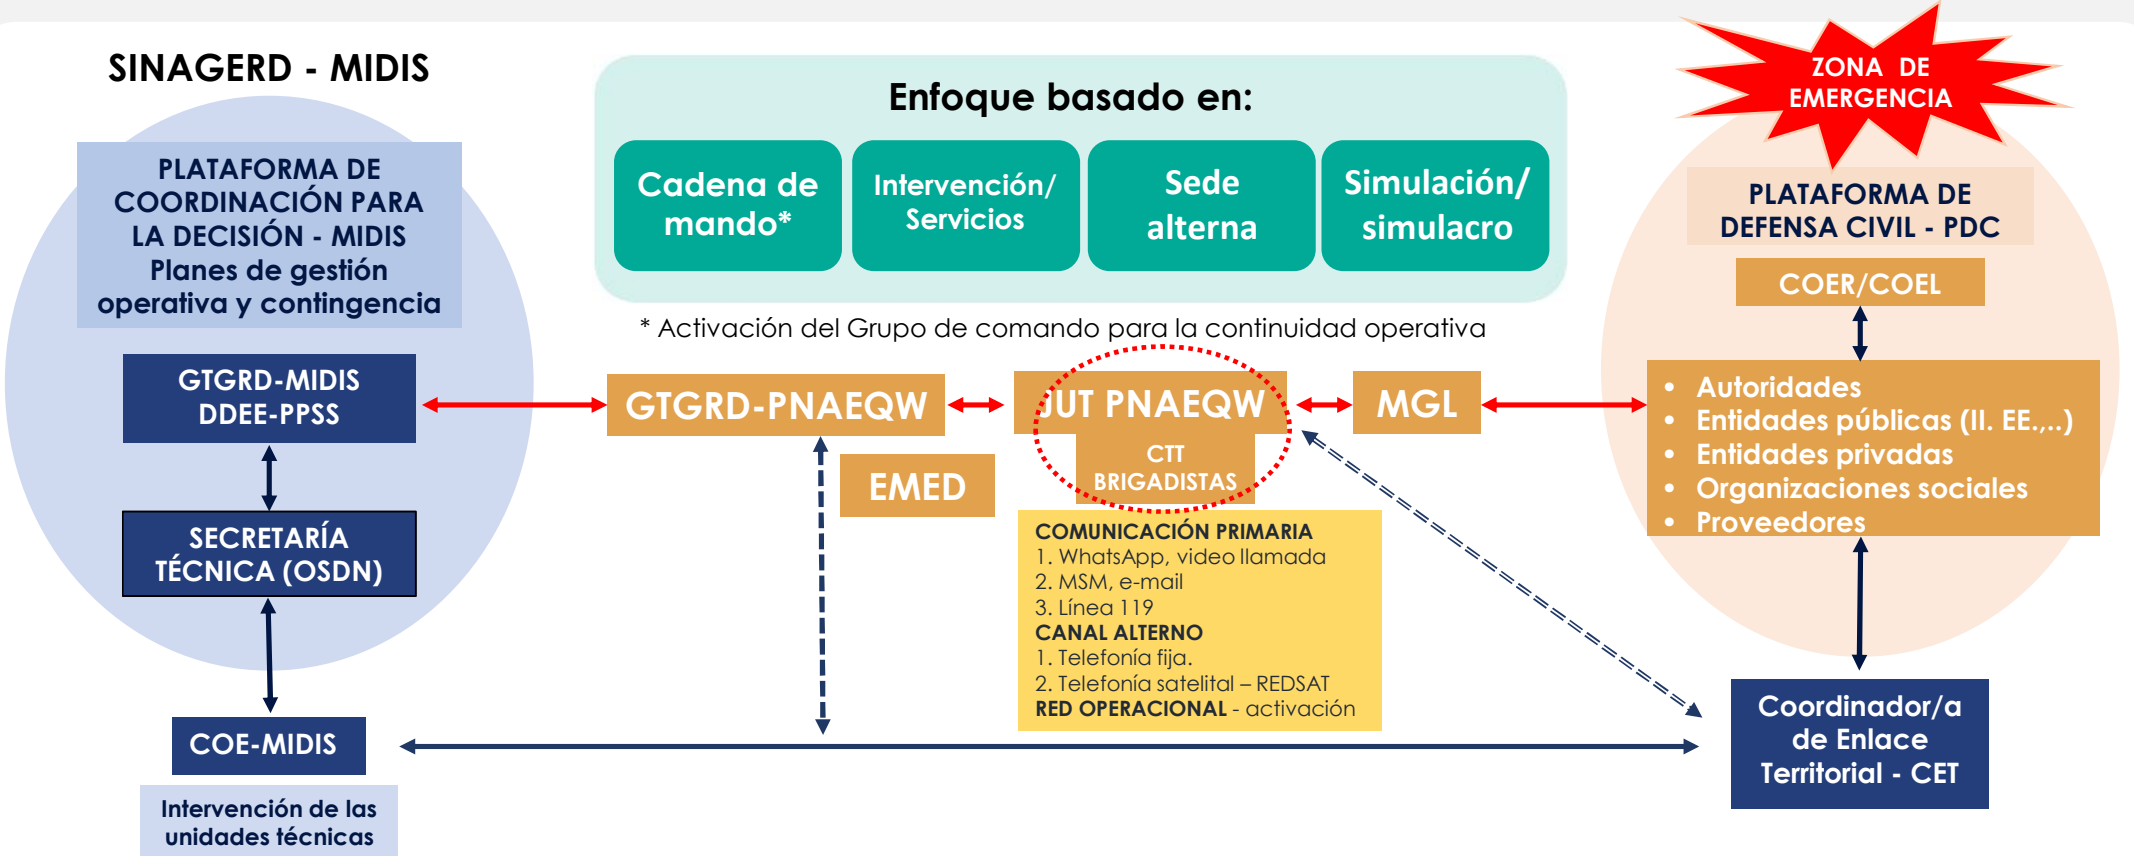 SINAGERD - MIDIS
PLATAFORMA DE
COORDINACIÓN PARA
LA DECISIÓN - MIDIS
Planes de gestión
operativa y contingencia
GTGRD-MIDIS
DDEE-PPSS
SECRETARÍA
TÉCNICA (OSDN)
COE-MIDIS
Intervención de las
unidades técnicas
Enfoque basado en:
Cadena de
mando*
Intervención/
Servicios
Sede
alterna
Simulación/
simulacro
* Activación del Grupo de comando para la continuidad operativa
GTGRD-PNAEQW
EMED
JUT PNAEQW
CTT
BRIGADISTAS
MGL
COMUNICACIÓN PRIMARIA
1. WhatsApp, video llamada
2. MSM, e-mail
3. Línea 119
CANAL ALTERNO
1. Telefonía fija.
2. Telefonía satelital – REDSAT
RED OPERACIONAL - activación
ZONA DE
EMERGENCIA
PLATAFORMA DE
DEFENSA CIVIL - PDC
COER/COEL
• Autoridades
• Entidades públicas (II. EE.,..)
• Entidades privadas
• Organizaciones sociales
• Proveedores
Coordinador/a
de Enlace
Territorial - CET